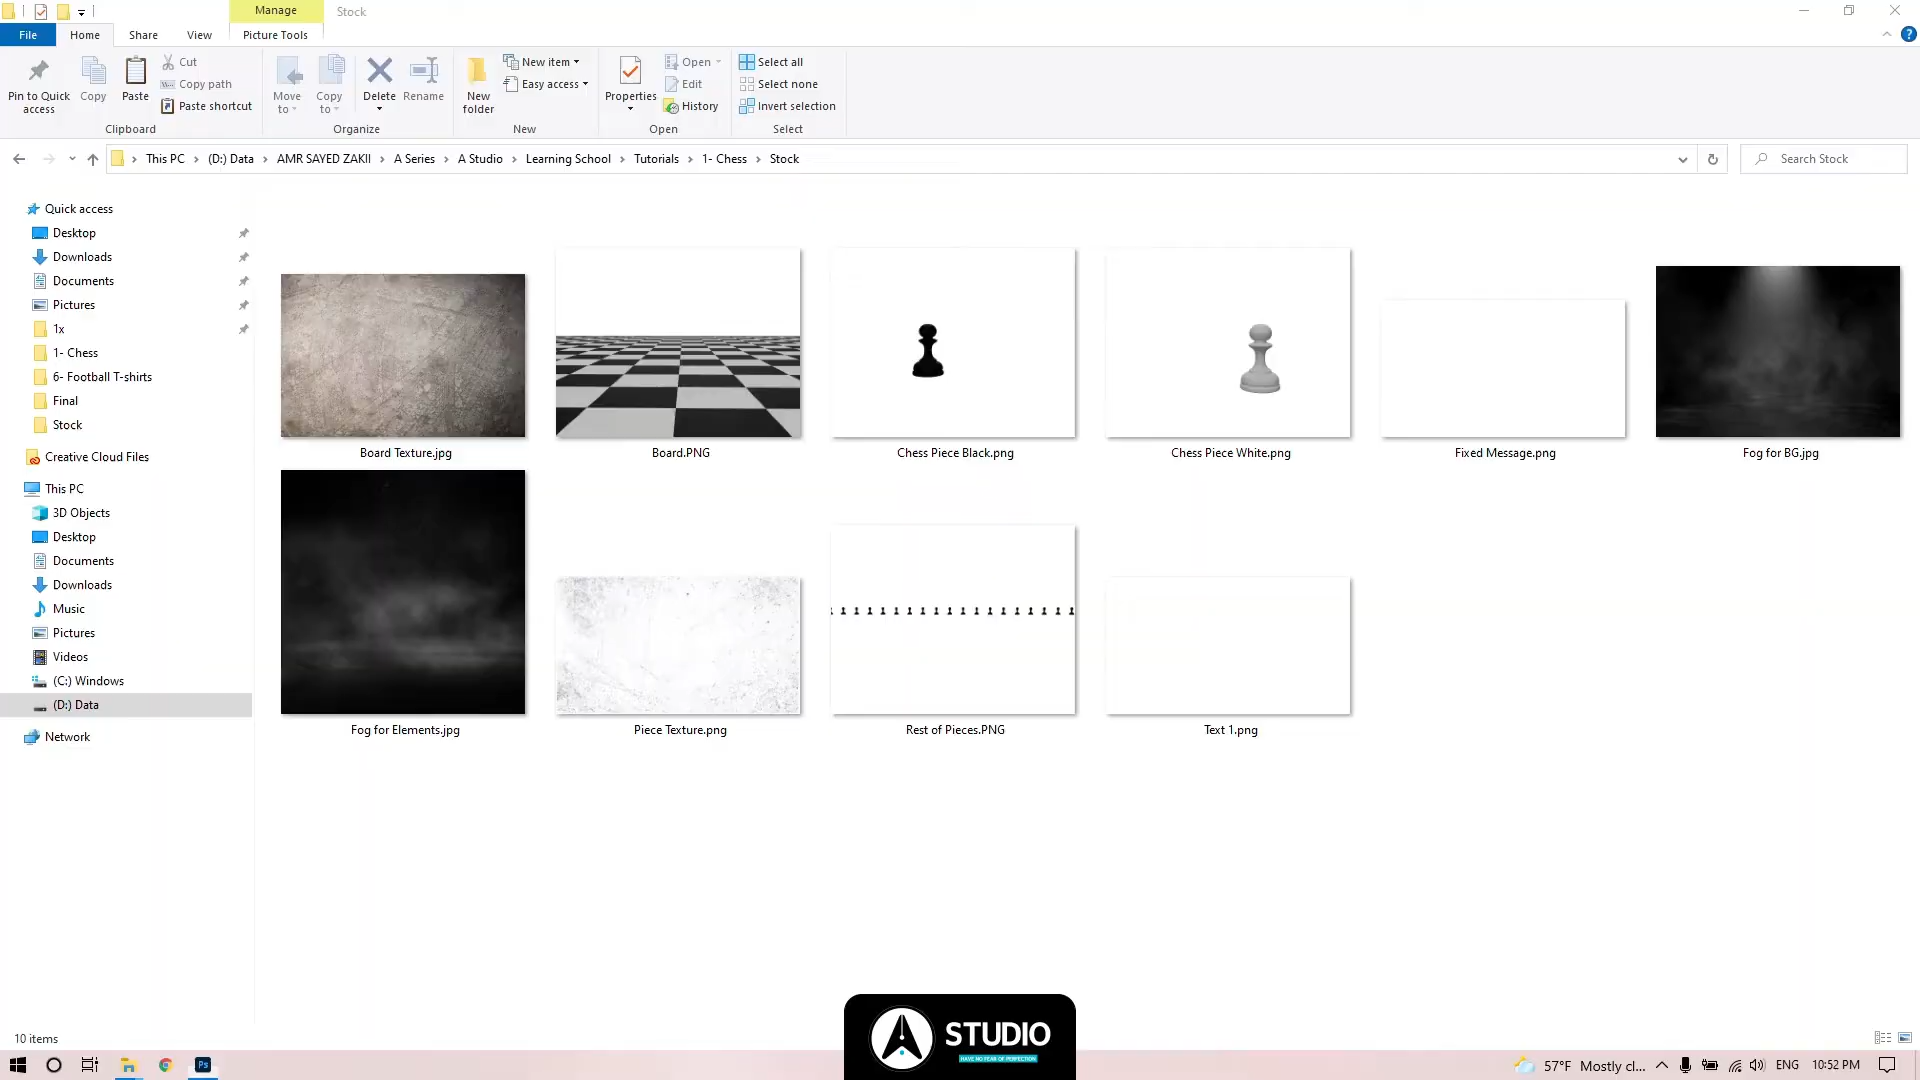 Manage
Stock
File
Home
Share
View
Picture Tools
Pin to Quick access
Copy
Paste
Cut
Copy path
Paste shortcut
Clipboard
Move to
Copy to
Delete
Rename
Organize
New folder
New item
Easy access
New
Properties
Open
Edit
History
Open
Select all
Select none
Invert selection
Select
This PC > (D:) Data > AMR SAYED ZAKII > A Series > A Studio > Learning School > Tutorials > 1- Chess > Stock
Search Stock
Quick access
Desktop
Downloads
Documents
Pictures
1x
1- Chess
6- Football T-shirts
Final
Stock
Creative Cloud Files
This PC
3D Objects
Desktop
Documents
Downloads
Music
Pictures
Videos
(C:) Windows
(D:) Data
Network
Board Texture.jpg
Board.PNG
Chess Piece Black.png
Chess Piece White.png
Fixed Message.png
Fog for BG.jpg
Fog for Elements.jpg
Piece Texture.png
Rest of Pieces.PNG
Text 1.png
10 items
STUDIO
HAVE NO FEAR OF PERFECTION
Ps
57°F Mostly cl...
ENG
10:52 PM